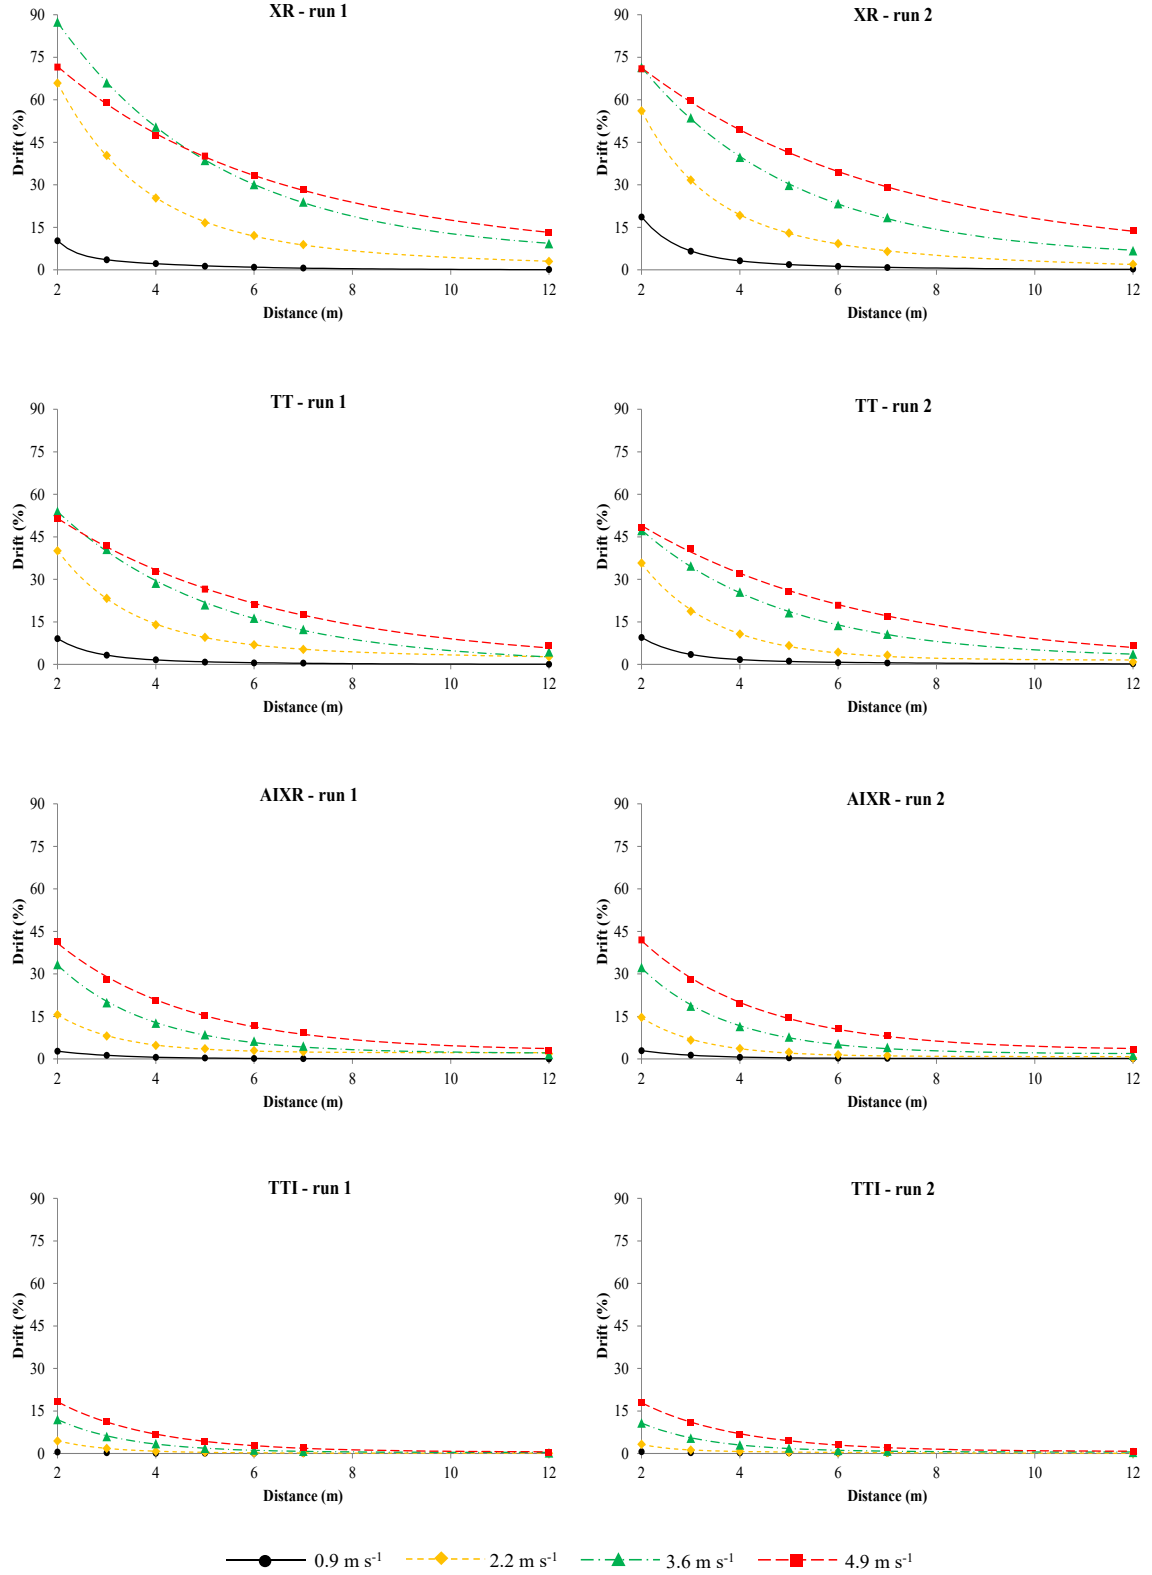 XR - run 1
90
75
60
45
30
15
0
Drift (%)
2 4 6 8 10 12
Distance (m)
XR - run 2
90
75
60
45
30
15
0
Drift (%)
2 4 6 8 10 12
Distance (m)
TT - run 1
90
75
60
45
30
15
0
Drift (%)
2 4 6 8 10 12
Distance (m)
TT - run 2
90
75
60
45
30
15
0
Drift (%)
2 4 6 8 10 12
Distance (m)
AIXR - run 1
90
75
60
45
30
15
0
Drift (%)
2 4 6 8 10 12
Distance (m)
AIXR - run 2
90
75
60
45
30
15
0
Drift (%)
2 4 6 8 10 12
Distance (m)
TTI - run 1
90
75
60
45
30
15
0
Drift (%)
2 4 6 8 10 12
Distance (m)
TTI - run 2
90
75
60
45
30
15
0
Drift (%)
2 4 6 8 10 12
Distance (m)
0.9 m s⁻¹ 2.2 m s⁻¹ 3.6 m s⁻¹ 4.9 m s⁻¹